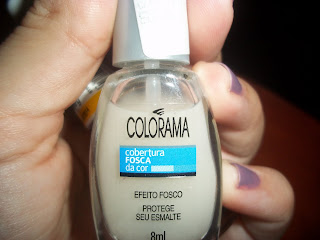 COLORAMA
cobertura
FOSCA
da cor
EFEITO FOSCO
PROTEGE
SEU ESMALTE
8ml